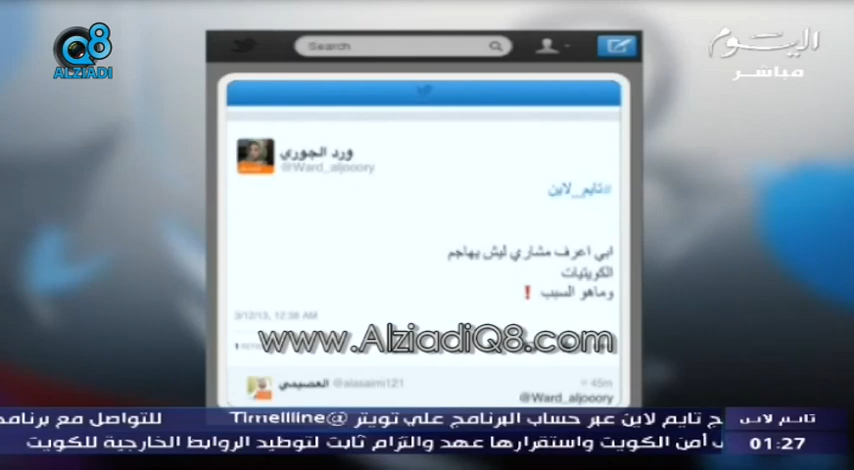 Q8
ALZIADI
Search
اليوم
مباشر
ورد الجوري
@Ward_aljooory
#تايم_لاين
ابي اعرف مشاري ليش يهاجم
الكويتيات
وماهو السبب ❗
3/12/13, 12:38 AM
www.AlziadiQ8.com
العصيمي @alasaimi121
45m
@Ward_aljooory
تايم لاين
ج تايم لاين عبر حساب البرنامج علي تويتر @Timelline للتواصل مع برنامج
01:27
أمن الكويت واستقرارها عهد والتزام ثابت لتوطيد الروابط الخارجية للكويت